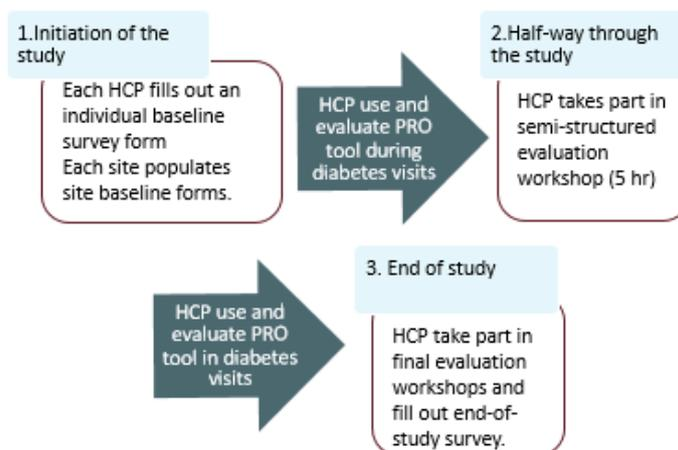 1.Initiation of the
study
Each HCP fills out an
individual baseline
survey form
Each site populates
site baseline forms.
HCP use and
evaluate PRO
tool during
diabetes visits
2.Half-way through
the study
HCP takes part in
semi-structured
evaluation
workshop (5 hr)
HCP use and
evaluate PRO
tool in diabetes
visits
3. End of study
HCP take part in
final evaluation
workshops and
fill out end-of-
study survey.